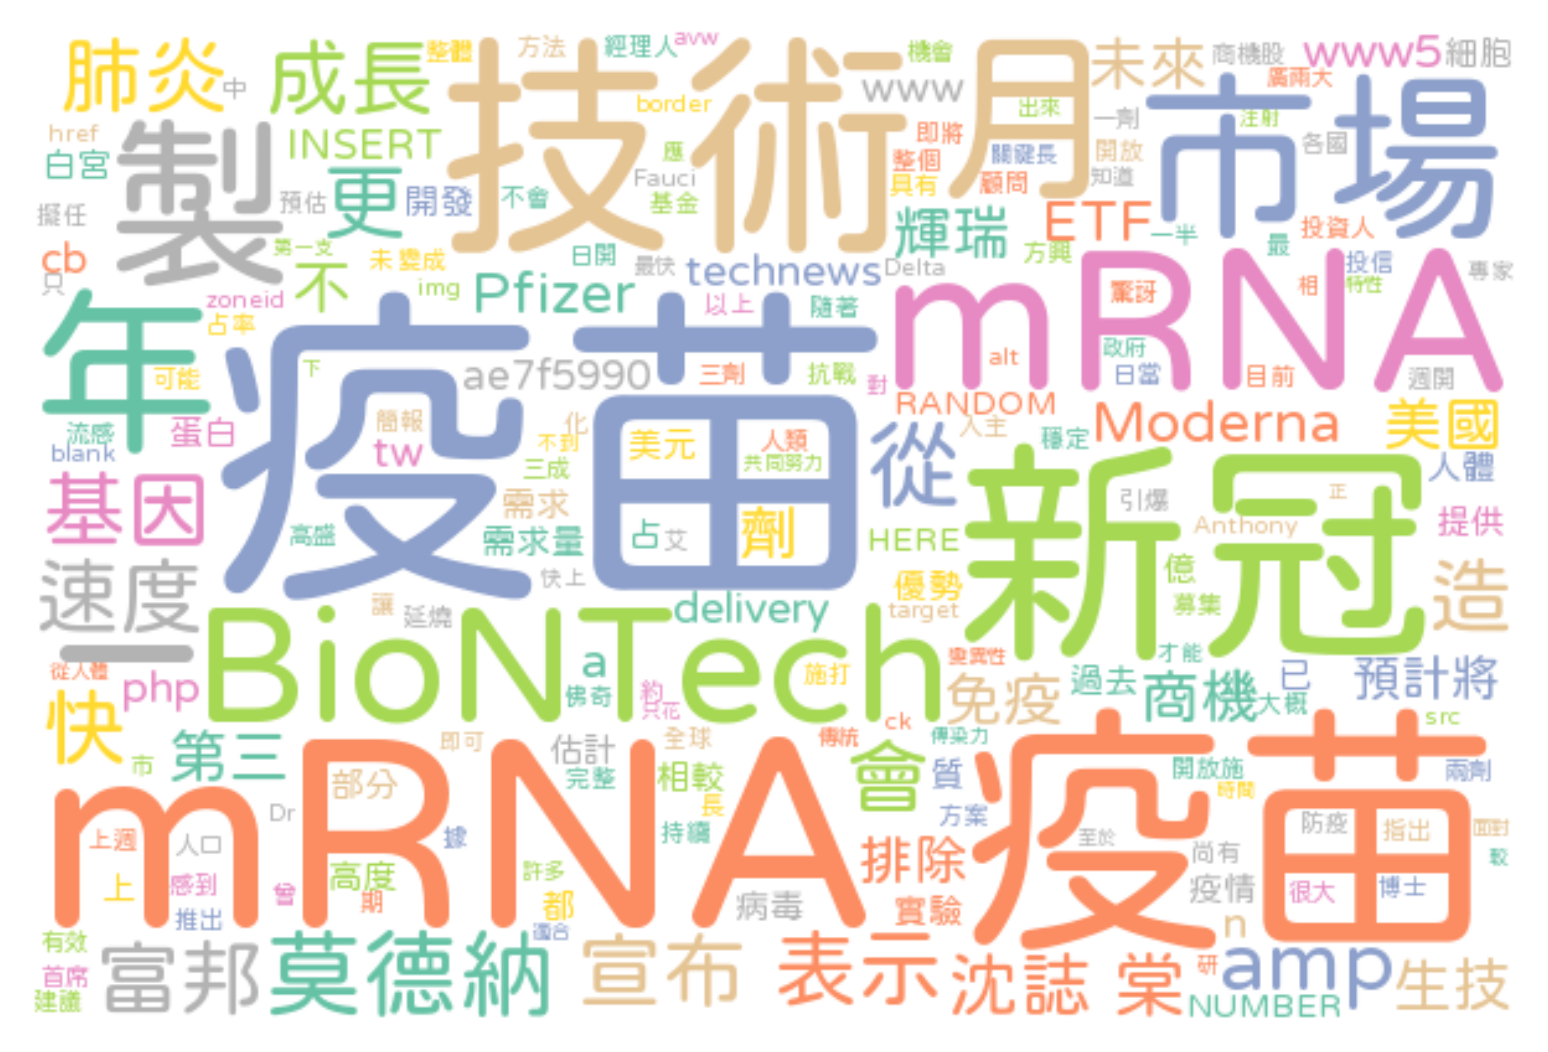 肺炎
中
成長
整體
技術
方法
經理人
avw
border
機會
www
月
出來
未來
商機股
www5
細胞
廣兩大
href
白宮
製
INSERT
更
開發
不會
應
Fauci
基金
即將
整個
具有
關鍵長
顧問
一劑
開放
知道
市場
注射
各國
擬任
預估
輝瑞
ETF
一半
最
投資人
方興
cb
只
第一支
不
未
變成
日開
最快
technews
Delta
mRNA
驚訝
投信
特性
相
專家
zoneid
占率
img
Pfizer
以上
隨著
年
可能
下
疫苗
ae7f5990
三劑
抗戰
對
alt
政府
日當
目前
週開
流感
blank
蛋白
簡報
tw
化
不到
三成
美元
人類
共同努力
RANDOM
入主
穩定
Moderna
美國
人體
基因
高盛
需求
需求量
占
艾
劑
從
HERE
新冠
引爆
正
Anthony
提供
速度
快上
讓
延燒
delivery
優勢
target
億
募集
造
一
BioNTech
a
佛奇
約
只花
施打
變異性
才能
從人體
快
php
免疫
過去
商機
大概
已
預計將
市
第三
即可
估計
完整
全球
相較
長
持續
ck
傳統
傳染力
會
質
方案
src
開放施
時間
兩劑
mRNA疫苗
部分
Dr
上週
人口
據
上
感到
推出
曾
高度
期
許多
都
適合
病毒
排除
實驗
至於
尚有
疫情
n
防疫
指出
很大
博士
面對
較
有效
首席
建議
富邦
莫德納
宣布
表示
沈誌
棠
研
amp
NUMBER
生技